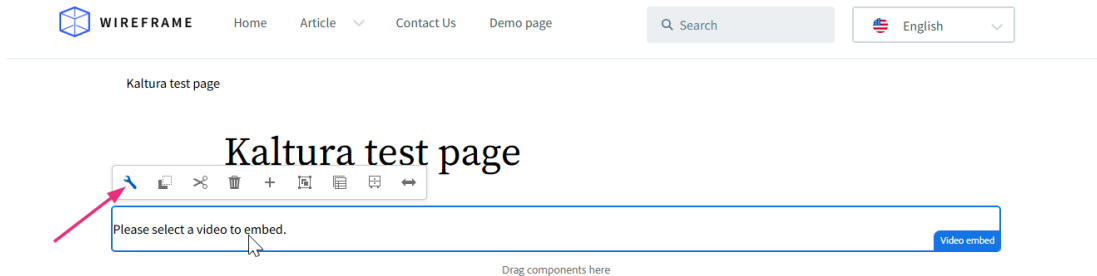 WIREFRAME Home Article Contact Us Demo page Search English
Kaltura test page
Kaltura test page
Please select a video to embed.
Video embed
Drag components here